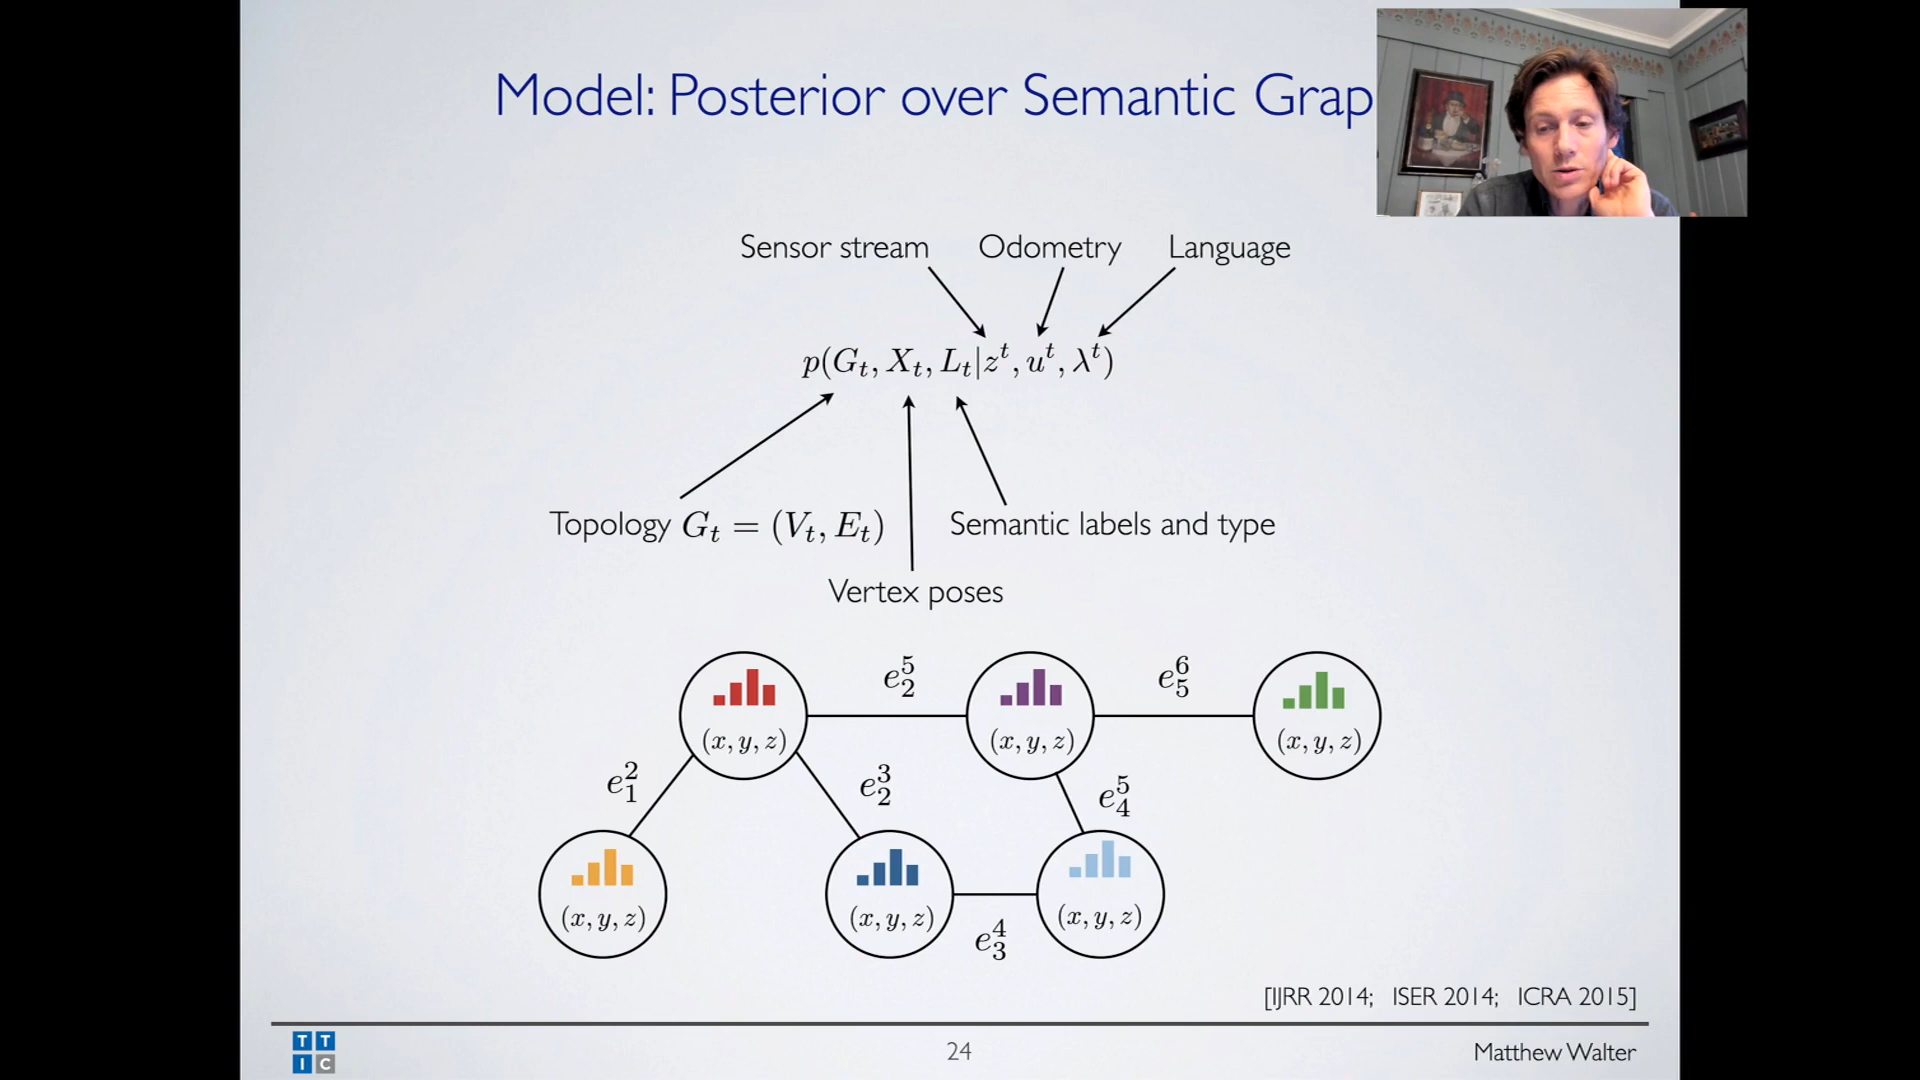 Model: Posterior over Semantic Grap
Sensor stream Odometry Language
p(G_t, X_t, L_t|z^t, u^t, λ^t)
Topology G_t = (V_t, E_t) Semantic labels and type
Vertex poses
e_2^5 e_5^6
(x, y, z) (x, y, z) (x, y, z)
e_1^2 e_2^3 e_4^5
(x, y, z) (x, y, z) (x, y, z)
e_3^4
[IJRR 2014; ISER 2014; ICRA 2015]
TTIC 24 Matthew Walter